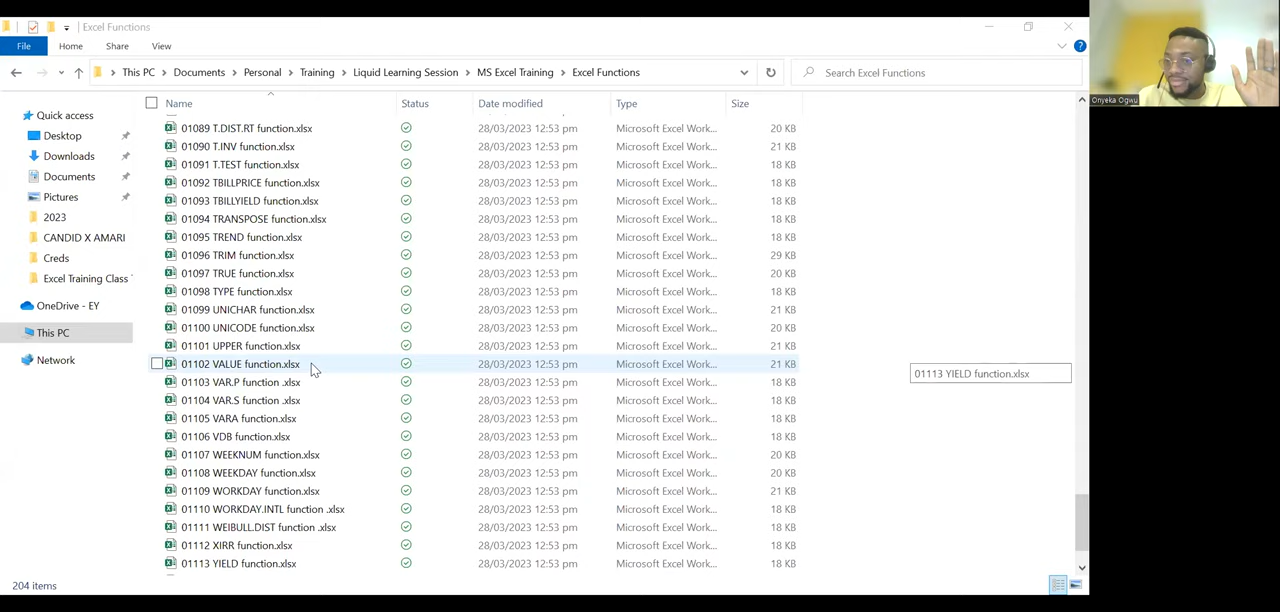 Excel Functions
File Home Share View
This PC Documents Personal Training Liquid Learning Session MS Excel Training Excel Functions Search Excel Functions
Onyeka Ogwu
Quick access
Desktop
Downloads
Documents
Pictures
2023
CANDID X AMARI
Creds
Excel Training Class
OneDrive - EY
This PC
Network
Name Status Date modified Type Size
01089 T.DIST.RT function.xlsx 28/03/2023 12:53 pm Microsoft Excel Work... 20 KB
01090 T.INV function.xlsx 28/03/2023 12:53 pm Microsoft Excel Work... 21 KB
01091 T.TEST function.xlsx 28/03/2023 12:53 pm Microsoft Excel Work... 18 KB
01092 TBILLPRICE function.xlsx 28/03/2023 12:53 pm Microsoft Excel Work... 18 KB
01093 TBILLYIELD function.xlsx 28/03/2023 12:53 pm Microsoft Excel Work... 18 KB
01094 TRANSPOSE function.xlsx 28/03/2023 12:53 pm Microsoft Excel Work... 18 KB
01095 TREND function.xlsx 28/03/2023 12:53 pm Microsoft Excel Work... 18 KB
01096 TRIM function.xlsx 28/03/2023 12:53 pm Microsoft Excel Work... 29 KB
01097 TRUE function.xlsx 28/03/2023 12:53 pm Microsoft Excel Work... 20 KB
01098 TYPE function.xlsx 28/03/2023 12:53 pm Microsoft Excel Work... 18 KB
01099 UNICHAR function.xlsx 28/03/2023 12:53 pm Microsoft Excel Work... 21 KB
01100 UNICODE function.xlsx 28/03/2023 12:53 pm Microsoft Excel Work... 20 KB
01101 UPPER function.xlsx 28/03/2023 12:53 pm Microsoft Excel Work... 21 KB
01102 VALUE function.xlsx 28/03/2023 12:53 pm Microsoft Excel Work... 21 KB
01103 VAR.P function .xlsx 28/03/2023 12:53 pm Microsoft Excel Work... 18 KB
01104 VAR.S function .xlsx 28/03/2023 12:53 pm Microsoft Excel Work... 18 KB
01105 VARA function.xlsx 28/03/2023 12:53 pm Microsoft Excel Work... 18 KB
01106 VDB function.xlsx 28/03/2023 12:53 pm Microsoft Excel Work... 18 KB
01107 WEEKNUM function.xlsx 28/03/2023 12:53 pm Microsoft Excel Work... 20 KB
01108 WEEKDAY function.xlsx 28/03/2023 12:53 pm Microsoft Excel Work... 20 KB
01109 WORKDAY function.xlsx 28/03/2023 12:53 pm Microsoft Excel Work... 21 KB
01110 WORKDAY.INTL function .xlsx 28/03/2023 12:53 pm Microsoft Excel Work... 18 KB
01111 WEIBULL.DIST function .xlsx 28/03/2023 12:53 pm Microsoft Excel Work... 18 KB
01112 XIRR function.xlsx 28/03/2023 12:53 pm Microsoft Excel Work... 18 KB
01113 YIELD function.xlsx 28/03/2023 12:53 pm Microsoft Excel Work... 18 KB
01113 YIELD function.xlsx
204 items